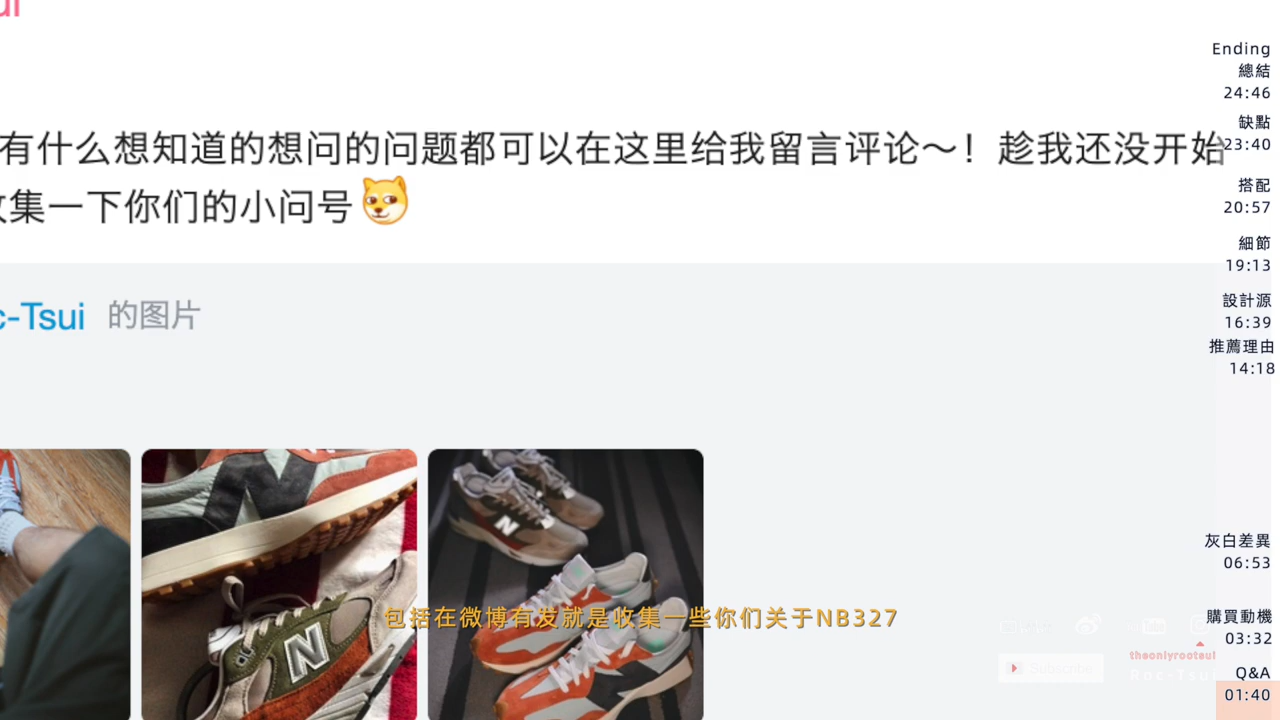 有什么想知道的想问的问题都可以在这里给我留言评论～！趁我还没开始
集一下你们的小问号
-Tsui 的图片
N
N
包括在微博有发就是收集一些你们关于NB327
Ending
總結
24:46
缺點
23:40
搭配
20:57
細節
19:13
設計源
16:39
推薦理由
14:18
灰白差異
06:53
購買動機
03:32
Q&A
01:40
Subscribe
theonlyrootsui
Roc-Tsui